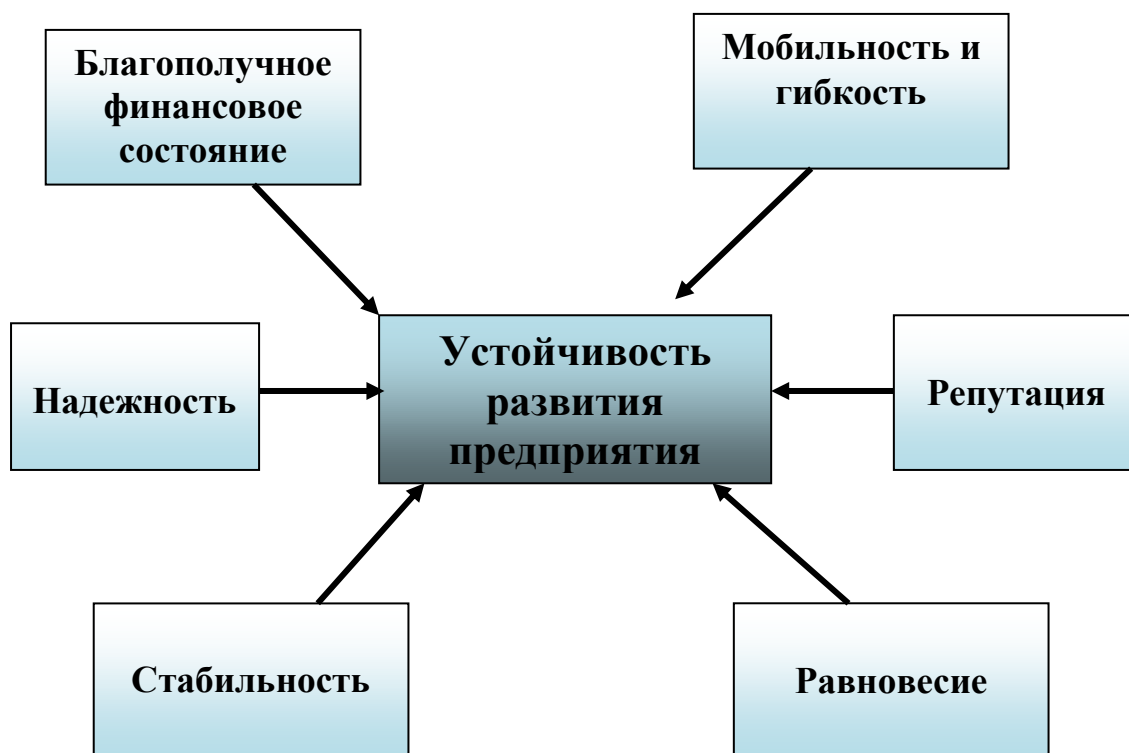 Благополучное
финансовое
состояние
Мобильность и
гибкость
Надежность
Устойчивость
развития
предприятия
Репутация
Стабильность
Равновесие